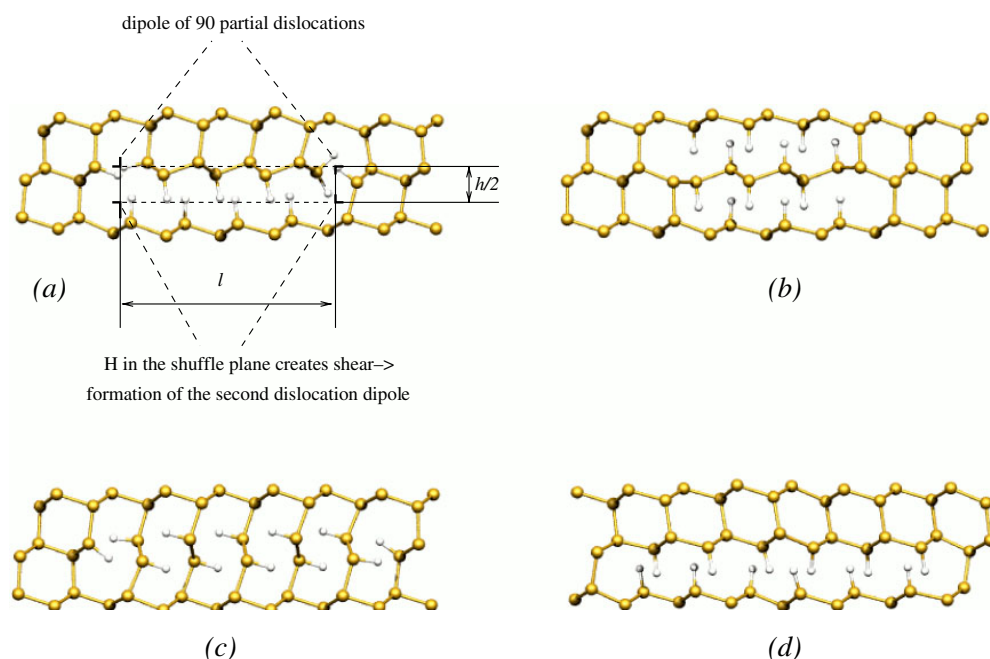 dipole of 90 partial dislocations
h/2
(a)
l
(b)
H in the shuffle plane creates shear–>
formation of the second dislocation dipole
(c)
(d)